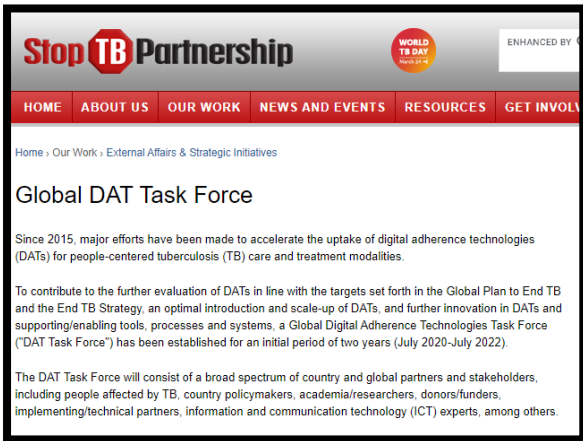 Stop TB Partnership
WORLD
TB DAY
March 24
ENHANCED BY
HOME ABOUT US OUR WORK NEWS AND EVENTS RESOURCES GET
Home › Our Work › External Affairs & Strategic Initiatives
Global DAT Task Force
Since 2015, major efforts have been made to accelerate the uptake of digital adherence technologies
(DATs) for people-centered tuberculosis (TB) care and treatment modalities.
To contribute to the further evaluation of DATs in line with the targets set forth in the Global Plan to End TB
and the End TB Strategy, an optimal introduction and scale-up of DATs, and further innovation in DATs and
supporting/enabling tools, processes and systems, a Global Digital Adherence Technologies Task Force
("DAT Task Force") has been established for an initial period of two years (July 2020-July 2022).
The DAT Task Force will consist of a broad spectrum of country and global partners and stakeholders,
including people affected by TB, country policymakers, academia/researchers, donors/funders,
implementing/technical partners, information and communication technology (ICT) experts, among others.